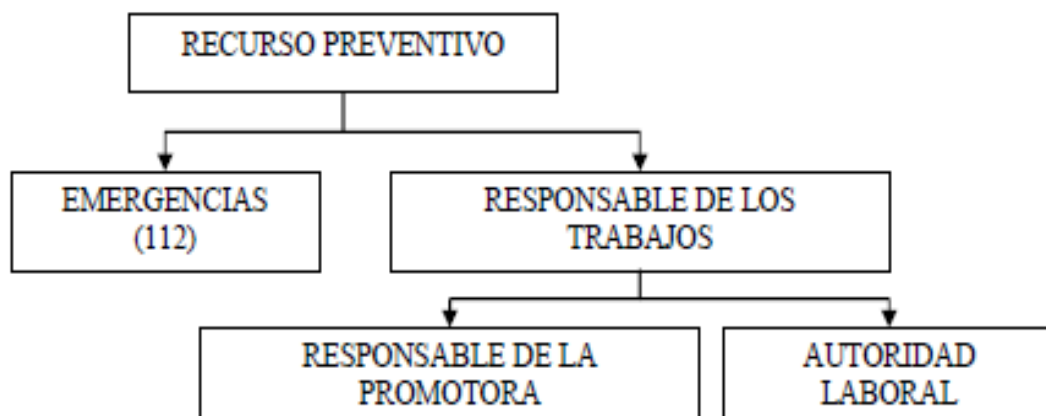 RECURSO PREVENTIVO
EMERGENCIAS
(112)
RESPONSABLE DE LOS
TRABAJOS
RESPONSABLE DE LA
PROMOTORA
AUTORIDAD
LABORAL